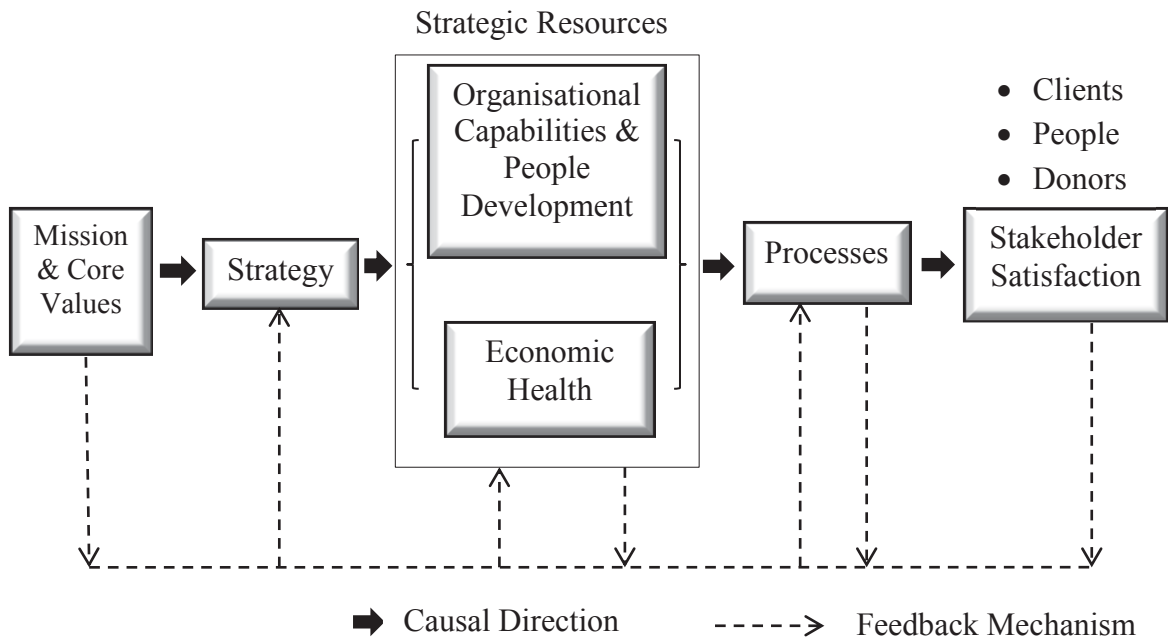 Strategic Resources
Organisational
Capabilities &
People
Development
• Clients
• People
• Donors
Mission
& Core
Values
Strategy
Economic
Health
Processes
Stakeholder
Satisfaction
Causal Direction
Feedback Mechanism